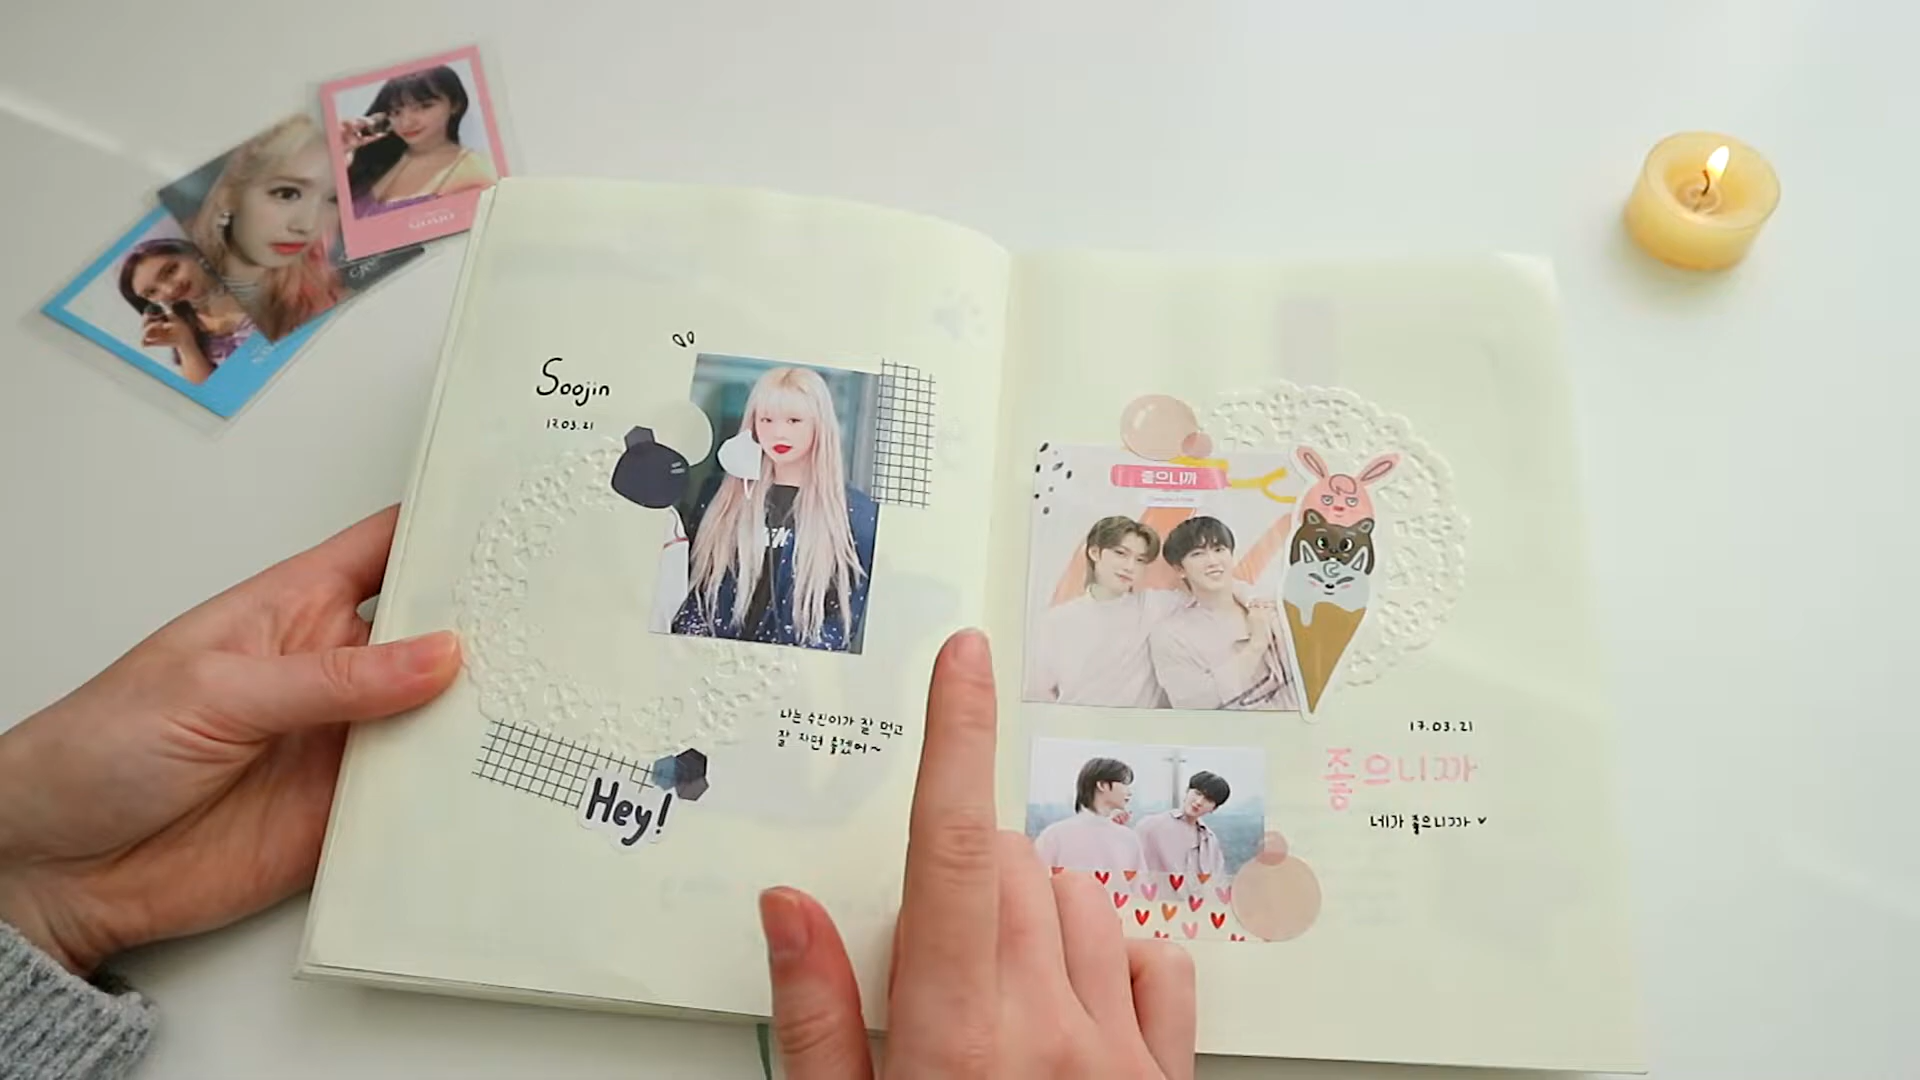 Soojin
17.03.21
나는 수진이가 잘 먹고
잘 자면 좋겠어~
Hey!
좋으니까
17.03.21
좋으니까
네가 좋으니까